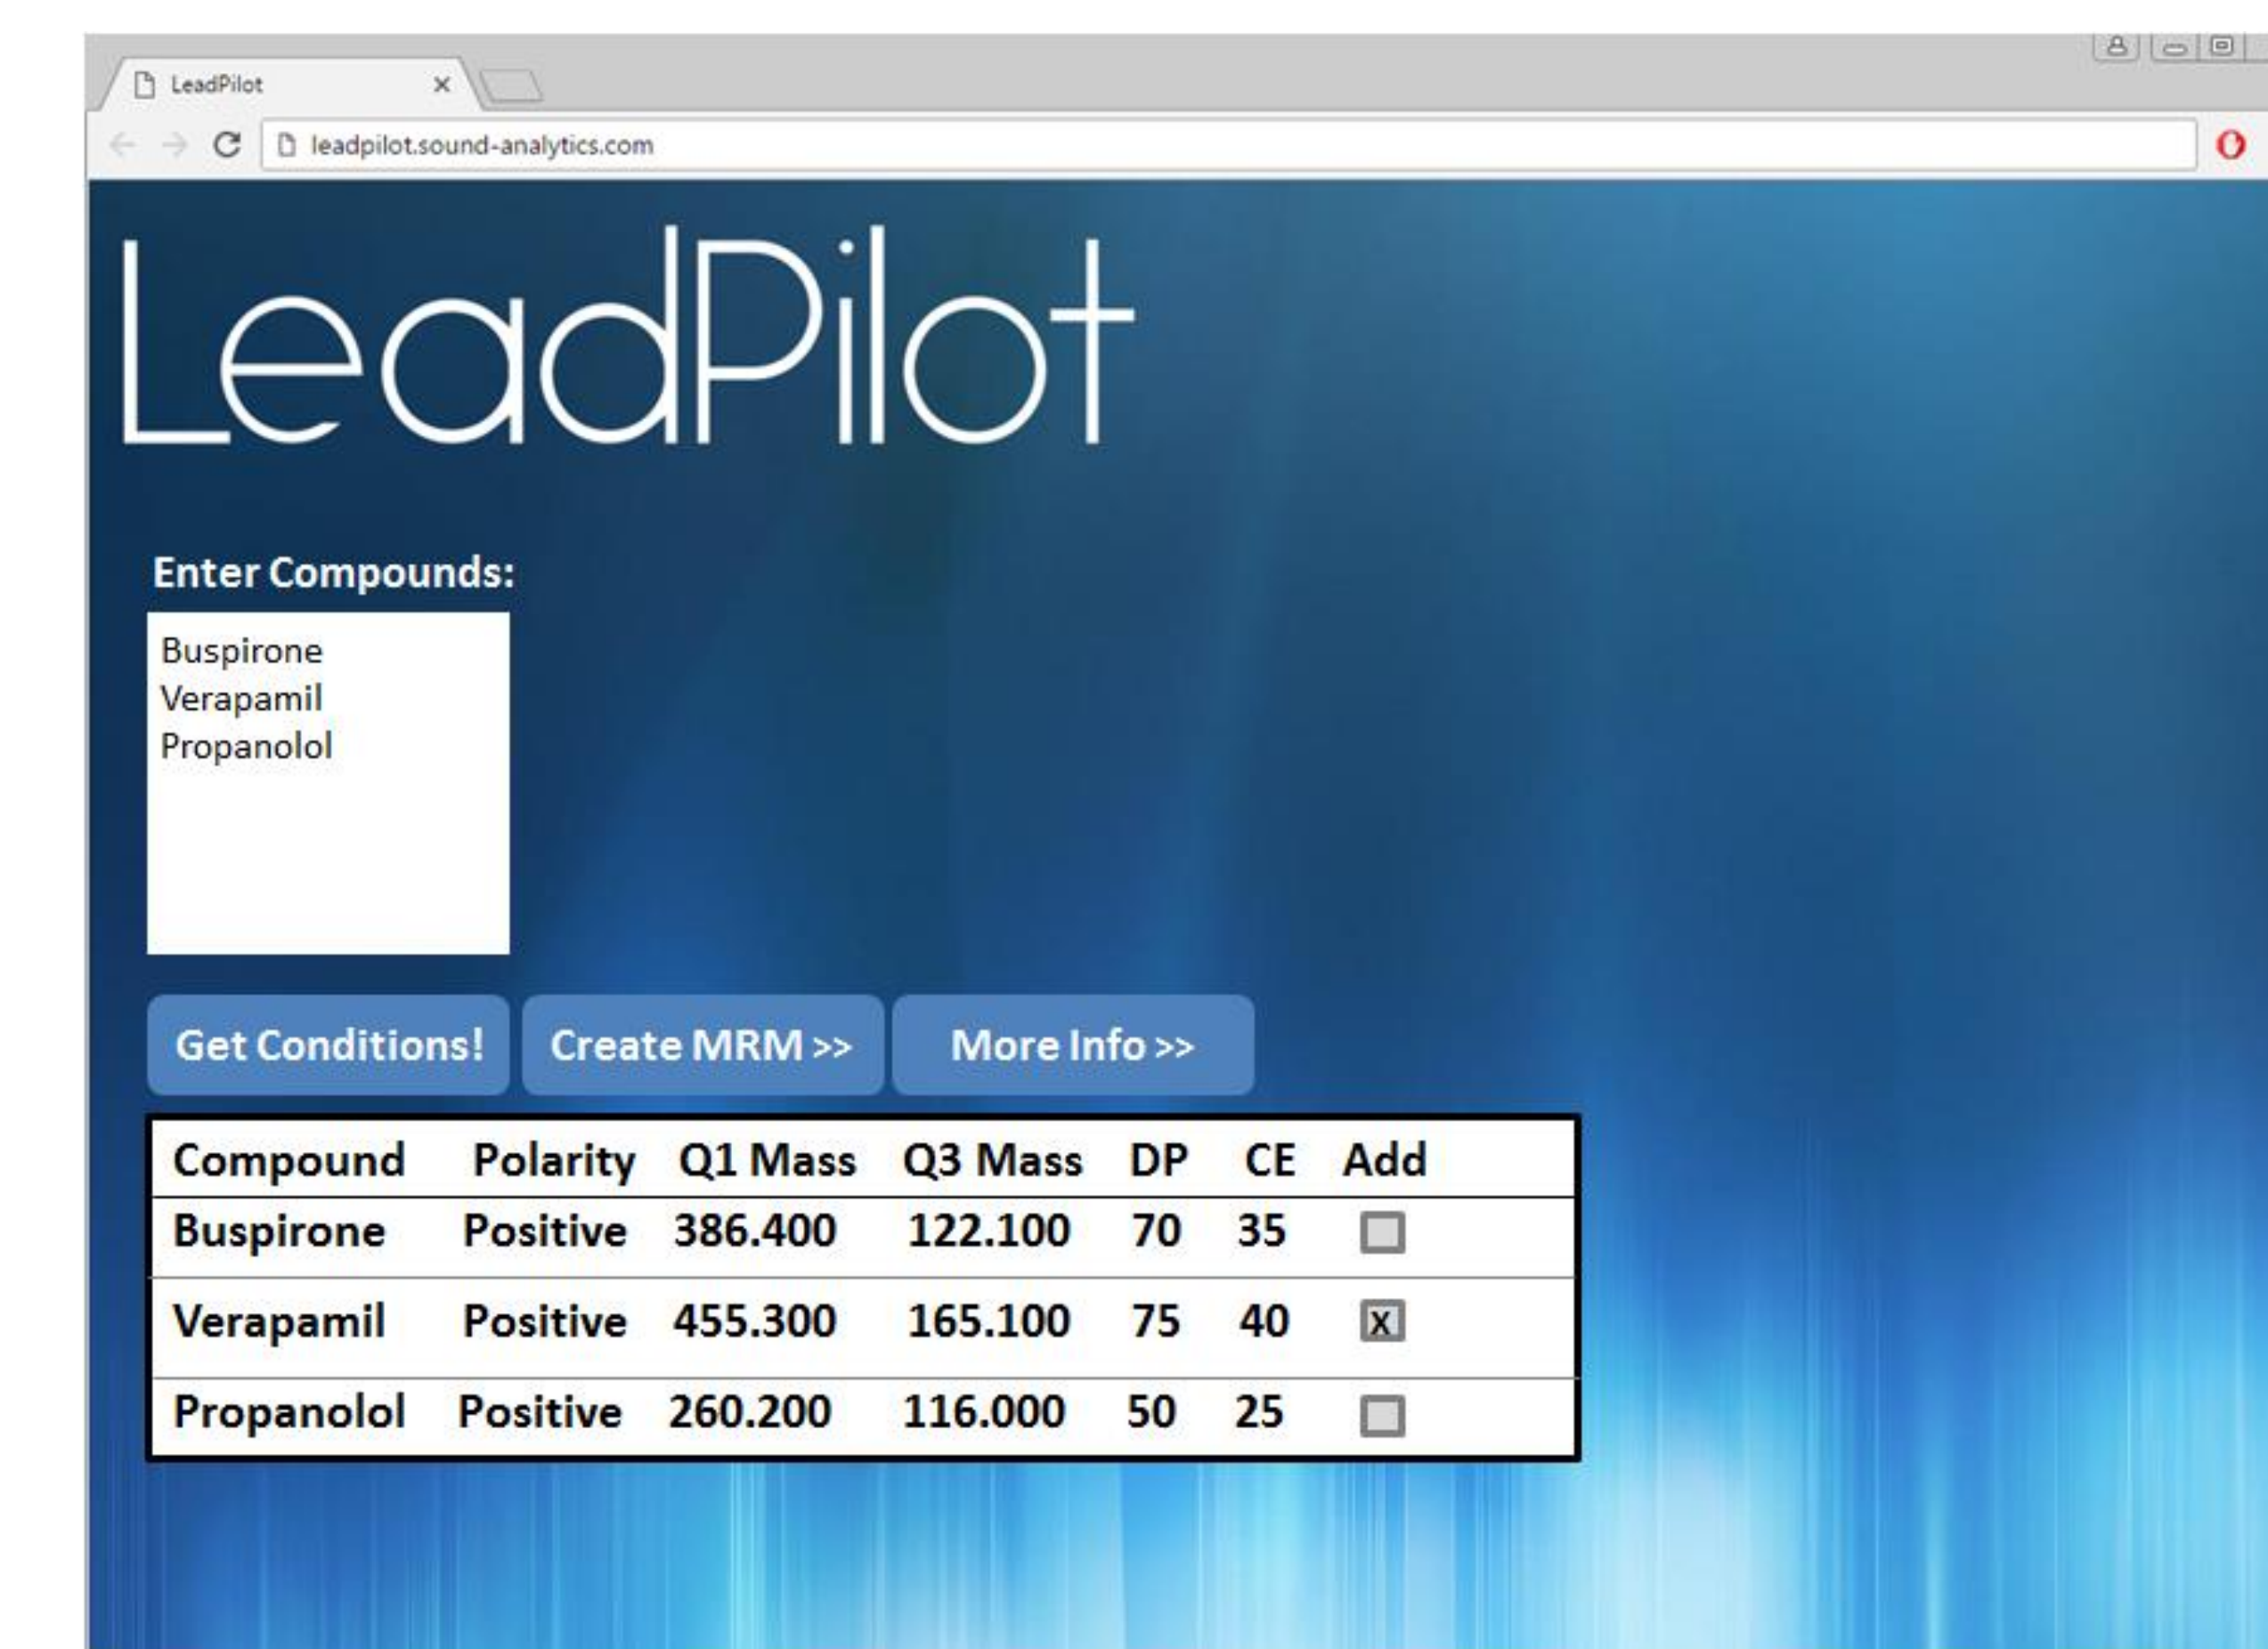 LeadPilot
leadpilot.sound-analytics.com
LeadPilot
Enter Compounds:
Buspirone
Verapamil
Propanolol
Get Conditions! Create MRM >> More Info >>
Compound Polarity Q1 Mass Q3 Mass DP CE Add
Buspirone Positive 386.400 122.100 70 35
Verapamil Positive 455.300 165.100 75 40 X
Propanolol Positive 260.200 116.000 50 25